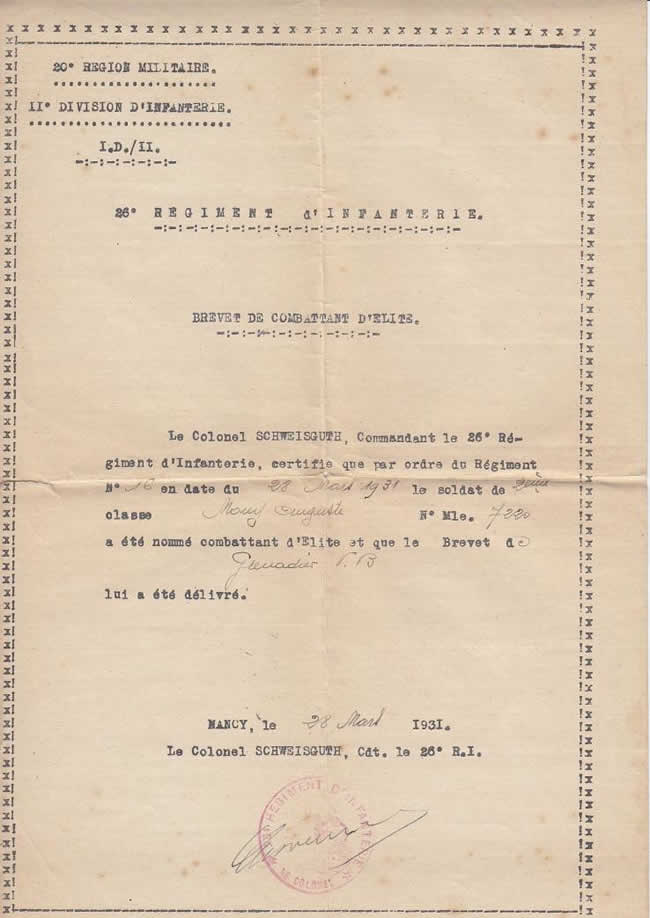 20° REGION MILITAIRE.
II° DIVISION D'INFANTERIE.
I.D./II.
26° REGIMENT d'INFANTERIE.
BREVET DE COMBATTANT D'ELITE.
Le Colonel SCHWEISGUTH, Commandant le 26° Ré-
giment d'Infanterie, certifie que par ordre du Régiment
N° 16 en date du 28 Mars 1931 le soldat de 2ème
classe Auguste N° Mle. 7220
a été nommé combattant d'Elite et que le Brevet de
Grenadier V.B
lui a été délivré.
NANCY, le 28 Mars 1931.
Le Colonel SCHWEISGUTH, Cdt. le 26° R.I.
REGIMENT D'INFANTERIE
LE COLONEL